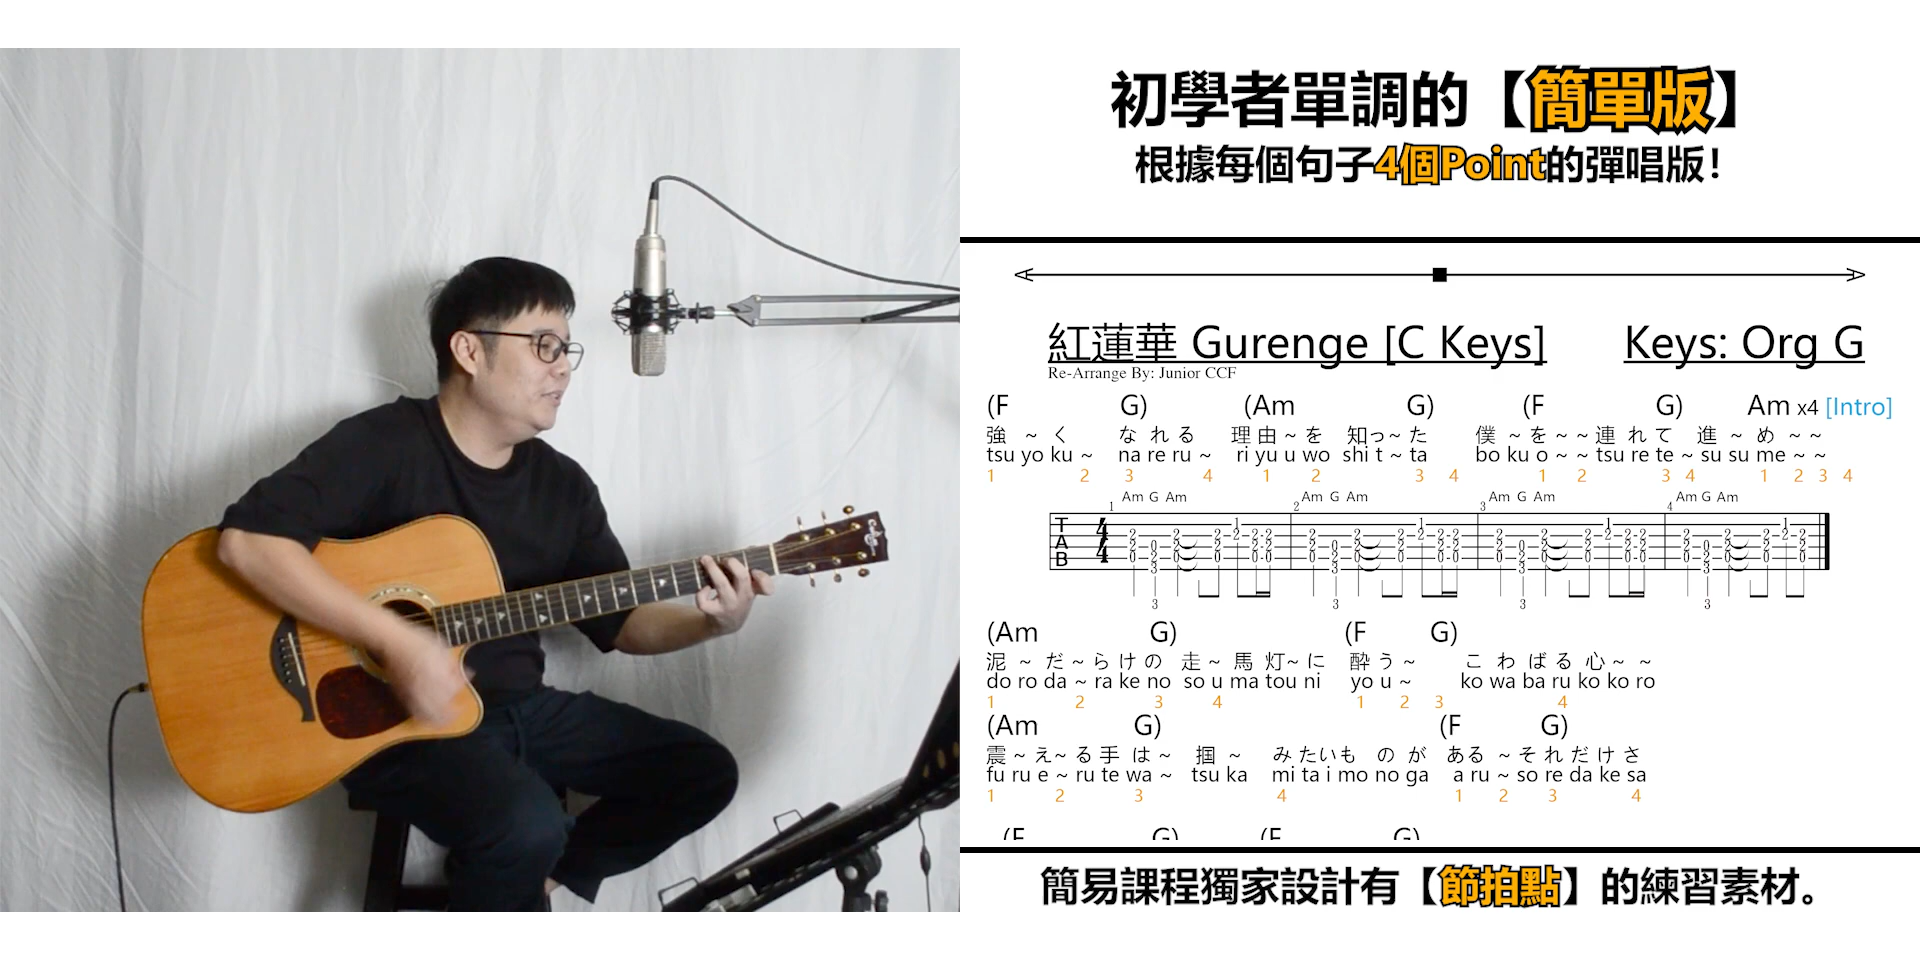 初學者單調的【簡單版】
根據每個句子4個Point的彈唱版！
紅蓮華 Gurenge [C Keys] Keys: Org G
Re-Arrange By: Junior CCF
(F G) (Am G) (F G) Am x4 [Intro]
強 ~ く な れ る 理 由 ~ を 知っ~ た 僕 ~ を ~ ~ 連 れ て 進 ~ め ~ ~
tsu yo ku ~ na re ru ~ ri yu u wo shi t ~ ta bo ku o ~ ~ tsu re te ~ su su me ~ ~
1 2 3 4 1 2 3 4 1 2 3 4 1 2 3 4
Am G Am Am G Am Am G Am Am G Am
(Am G) (F G)
泥 ~ だ ~ ら け の 走 ~ 馬 灯~ に 酔 う ~ こ わ ば る 心 ~ ~
do ro da ~ ra ke no so u ma tou ni yo u ~ ko wa ba ru ko ko ro
1 2 3 4 1 2 3 4
(Am G) (F G)
震 ~ え~ る 手 は ~ 掴 ~ み たいも の が ある ~ そ れ だ け さ
fu ru e ~ ru te wa ~ tsu ka mi ta i mo no ga a ru ~ so re da ke sa
1 2 3 4 1 2 3 4
(F G) (F G)
簡易課程獨家設計有【節拍點】的練習素材。